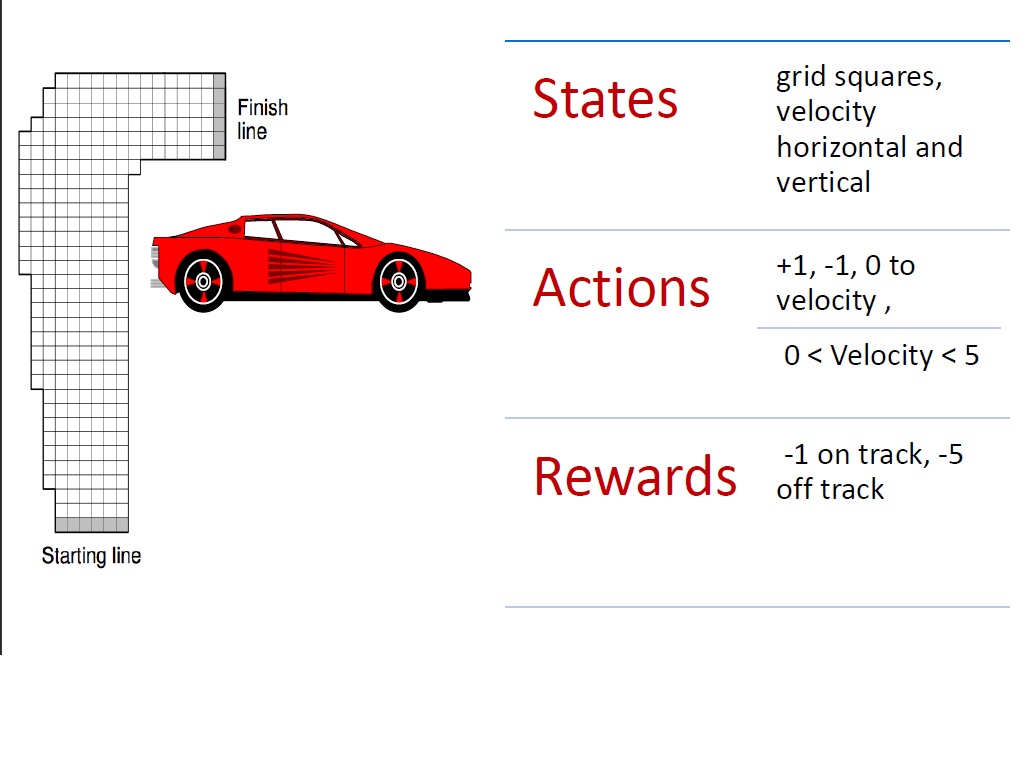 Finish
line
Starting line
States
grid squares,
velocity
horizontal and
vertical
Actions
+1, -1, 0 to
velocity ,
0 < Velocity < 5
Rewards
-1 on track, -5
off track